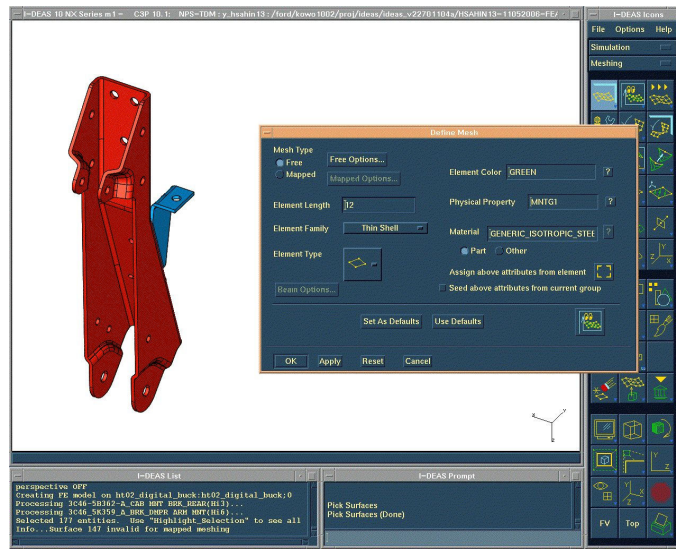 I-DEAS 10 NX Series m1 - C3P 10.1: NPS-TDM : y_hsahin13 : /ford/kowo1002/proj/ideas/ideas_v22701104a/HSAHIN13-11052006-FEA
I-DEAS Icons
File Options Help
Simulation
Meshing
Define Mesh
Mesh Type
Free
Mapped
Free Options...
Mapped Options...
Element Length
12
Element Family
Thin Shell
Element Type
Beam Options...
Element Color
GREEN
?
Physical Property
MNTG1
?
Material
GENERIC_ISOTROPIC_STEE
?
Part Other
Assign above attributes from element
Seed above attributes from current group
Set As Defaults Use Defaults
OK Apply Reset Cancel
X Y Z
Y
Z X
Y
Z
Y
X
Z
FV Top
I-DEAS List
perspective OFF
Creating FE model on ht02_digital_buck:ht02_digital_buck;0
Processing 3C46-5B362-A_CAB MNT BRK_REAR(Hi3)...
Processing 3C46_5K359_A_BRK_DMPR ARM MNT(Hi6)...
Selected 177 entities. Use "Highlight_Selection" to see all
Info...Surface 147 invalid for mapped meshing
I-DEAS Prompt
Pick Surfaces
Pick Surfaces (Done)